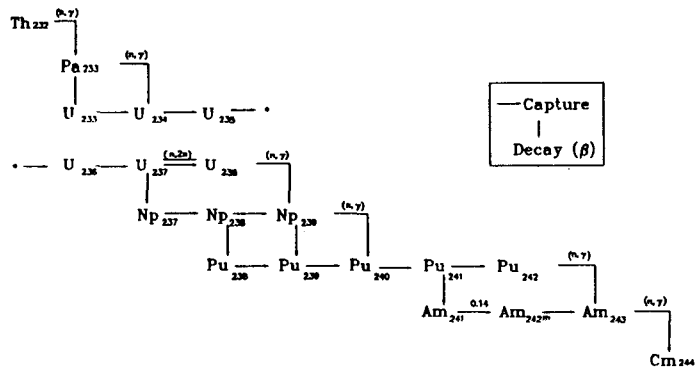 Th232 (n,γ)
Pa233 (n,γ)
U233 U234 U235 •
Capture
Decay (β)
• U236 U237 (n,2n) U238 (n,γ)
Np237 Np238 Np239 (n,γ)
Pu238 Pu239 Pu240 Pu241 Pu242 (n,γ)
Am241 0.14 Am242m Am243 (n,γ)
Cm244